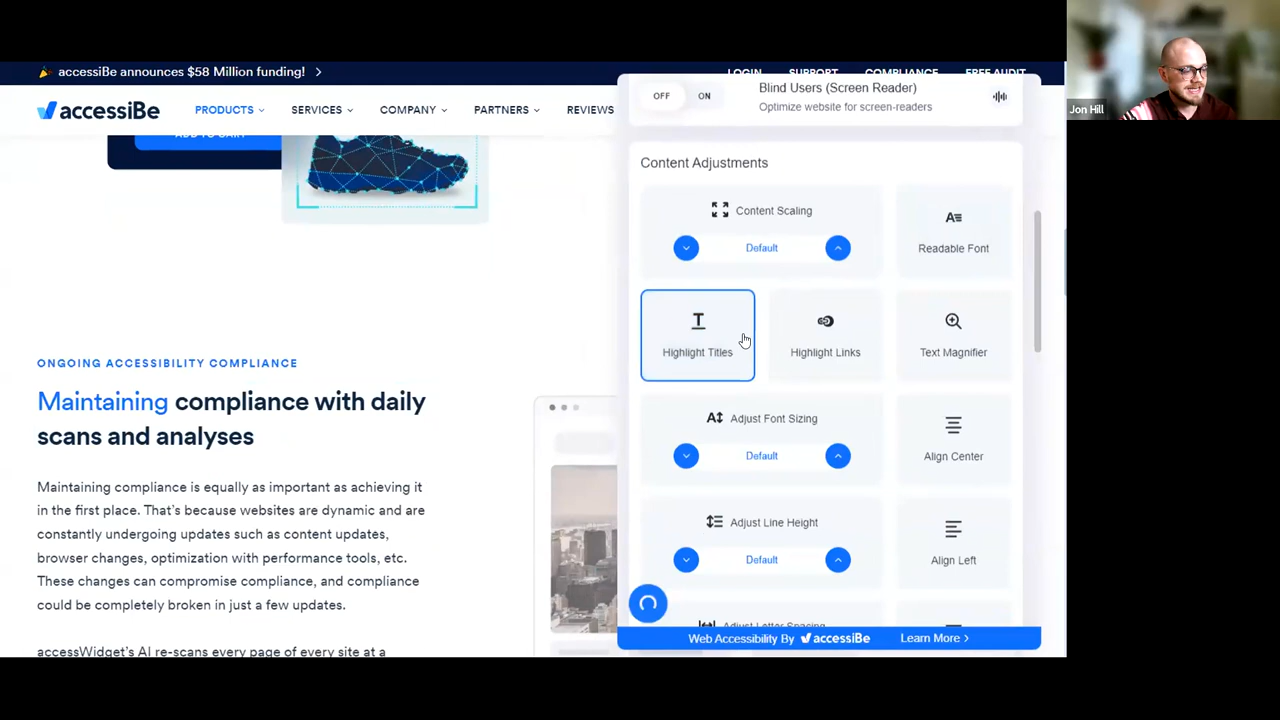 🎉 accessiBe announces $58 Million funding! >
LOGIN SUPPORT COMPLIANCE FREE AUDIT
accessiBe
PRODUCTS SERVICES COMPANY PARTNERS REVIEWS
ADD TO CART
OFF ON
Blind Users (Screen Reader)
Optimize website for screen-readers
Jon Hill
Content Adjustments
Content Scaling
Default
Readable Font
Highlight Titles
Highlight Links
Text Magnifier
Adjust Font Sizing
Default
Align Center
Adjust Line Height
Default
Align Left
Adjust Letter Spacing
Web Accessibility By accessiBe Learn More >
ONGOING ACCESSIBILITY COMPLIANCE
Maintaining compliance with daily
scans and analyses
Maintaining compliance is equally as important as achieving it
in the first place. That’s because websites are dynamic and are
constantly undergoing updates such as content updates,
browser changes, optimization with performance tools, etc.
These changes can compromise compliance, and compliance
could be completely broken in just a few updates.
accessWidget’s AI re-scans every page of every site at a